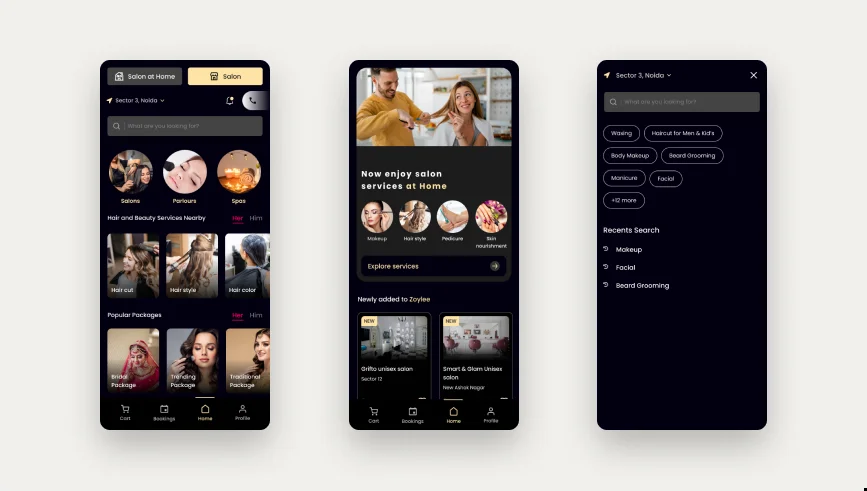 Salon at Home
Salon
Sector 3, Noida
What are you looking for?
Salons
Parlours
Spas
Hair and Beauty Services Nearby
Her
Him
Hair cut
Hair style
Hair color
Popular Packages
Her
Him
Bridal
Package
Trending
Package
Traditional
Package
Cart
Bookings
Home
Profile
Now enjoy salon
services at Home
Makeup
Hair style
Pedicure
Skin
nourishment
Explore services
Newly added to Zoylee
NEW
Grifto unisex salon
Sector 12
NEW
Smart & Glam Unisex
salon
New Ashok Nagar
Cart
Bookings
Home
Profile
Sector 3, Noida
What are you looking for?
Waxing
Haircut for Men & Kid's
Body Makeup
Beard Grooming
Manicure
Facial
+12 more
Recents Search
Makeup
Facial
Beard Grooming